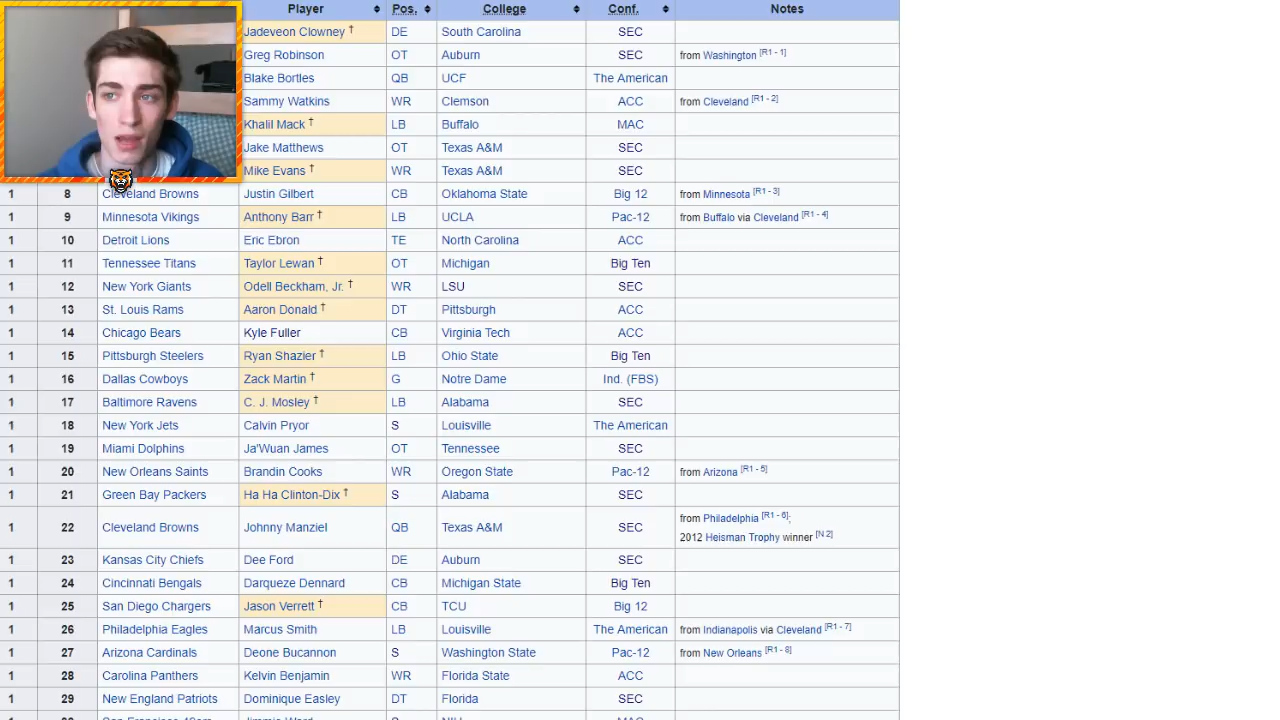 Player Pos. College Conf. Notes
Jadeveon Clowney † DE South Carolina SEC
Greg Robinson OT Auburn SEC from Washington [R1 - 1]
Blake Bortles QB UCF The American
Sammy Watkins WR Clemson ACC from Cleveland [R1 - 2]
Khalil Mack † LB Buffalo MAC
Jake Matthews OT Texas A&M SEC
Mike Evans † WR Texas A&M SEC
1 8 Cleveland Browns Justin Gilbert CB Oklahoma State Big 12 from Minnesota [R1 - 3]
1 9 Minnesota Vikings Anthony Barr † LB UCLA Pac-12 from Buffalo via Cleveland [R1 - 4]
1 10 Detroit Lions Eric Ebron TE North Carolina ACC
1 11 Tennessee Titans Taylor Lewan † OT Michigan Big Ten
1 12 New York Giants Odell Beckham, Jr. † WR LSU SEC
1 13 St. Louis Rams Aaron Donald † DT Pittsburgh ACC
1 14 Chicago Bears Kyle Fuller CB Virginia Tech ACC
1 15 Pittsburgh Steelers Ryan Shazier † LB Ohio State Big Ten
1 16 Dallas Cowboys Zack Martin † G Notre Dame Ind. (FBS)
1 17 Baltimore Ravens C. J. Mosley † LB Alabama SEC
1 18 New York Jets Calvin Pryor S Louisville The American
1 19 Miami Dolphins Ja'Wuan James OT Tennessee SEC
1 20 New Orleans Saints Brandin Cooks WR Oregon State Pac-12 from Arizona [R1 - 5]
1 21 Green Bay Packers Ha Ha Clinton-Dix † S Alabama SEC
from Philadelphia [R1 - 6];
1 22 Cleveland Browns Johnny Manziel QB Texas A&M SEC
2012 Heisman Trophy winner [N 2]
1 23 Kansas City Chiefs Dee Ford DE Auburn SEC
1 24 Cincinnati Bengals Darqueze Dennard CB Michigan State Big Ten
1 25 San Diego Chargers Jason Verrett † CB TCU Big 12
1 26 Philadelphia Eagles Marcus Smith LB Louisville The American from Indianapolis via Cleveland [R1 - 7]
1 27 Arizona Cardinals Deone Bucannon S Washington State Pac-12 from New Orleans [R1 - 8]
1 28 Carolina Panthers Kelvin Benjamin WR Florida State ACC
1 29 New England Patriots Dominique Easley DT Florida SEC